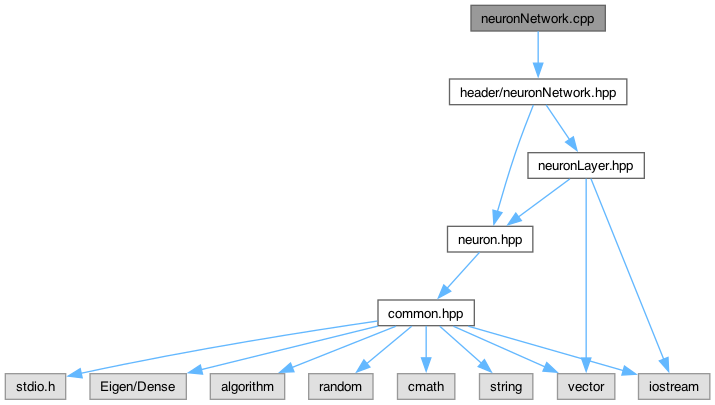 neuronNetwork.cpp
header/neuronNetwork.hpp
neuronLayer.hpp
neuron.hpp
common.hpp
stdio.h
Eigen/Dense
algorithm
random
cmath
string
vector
iostream